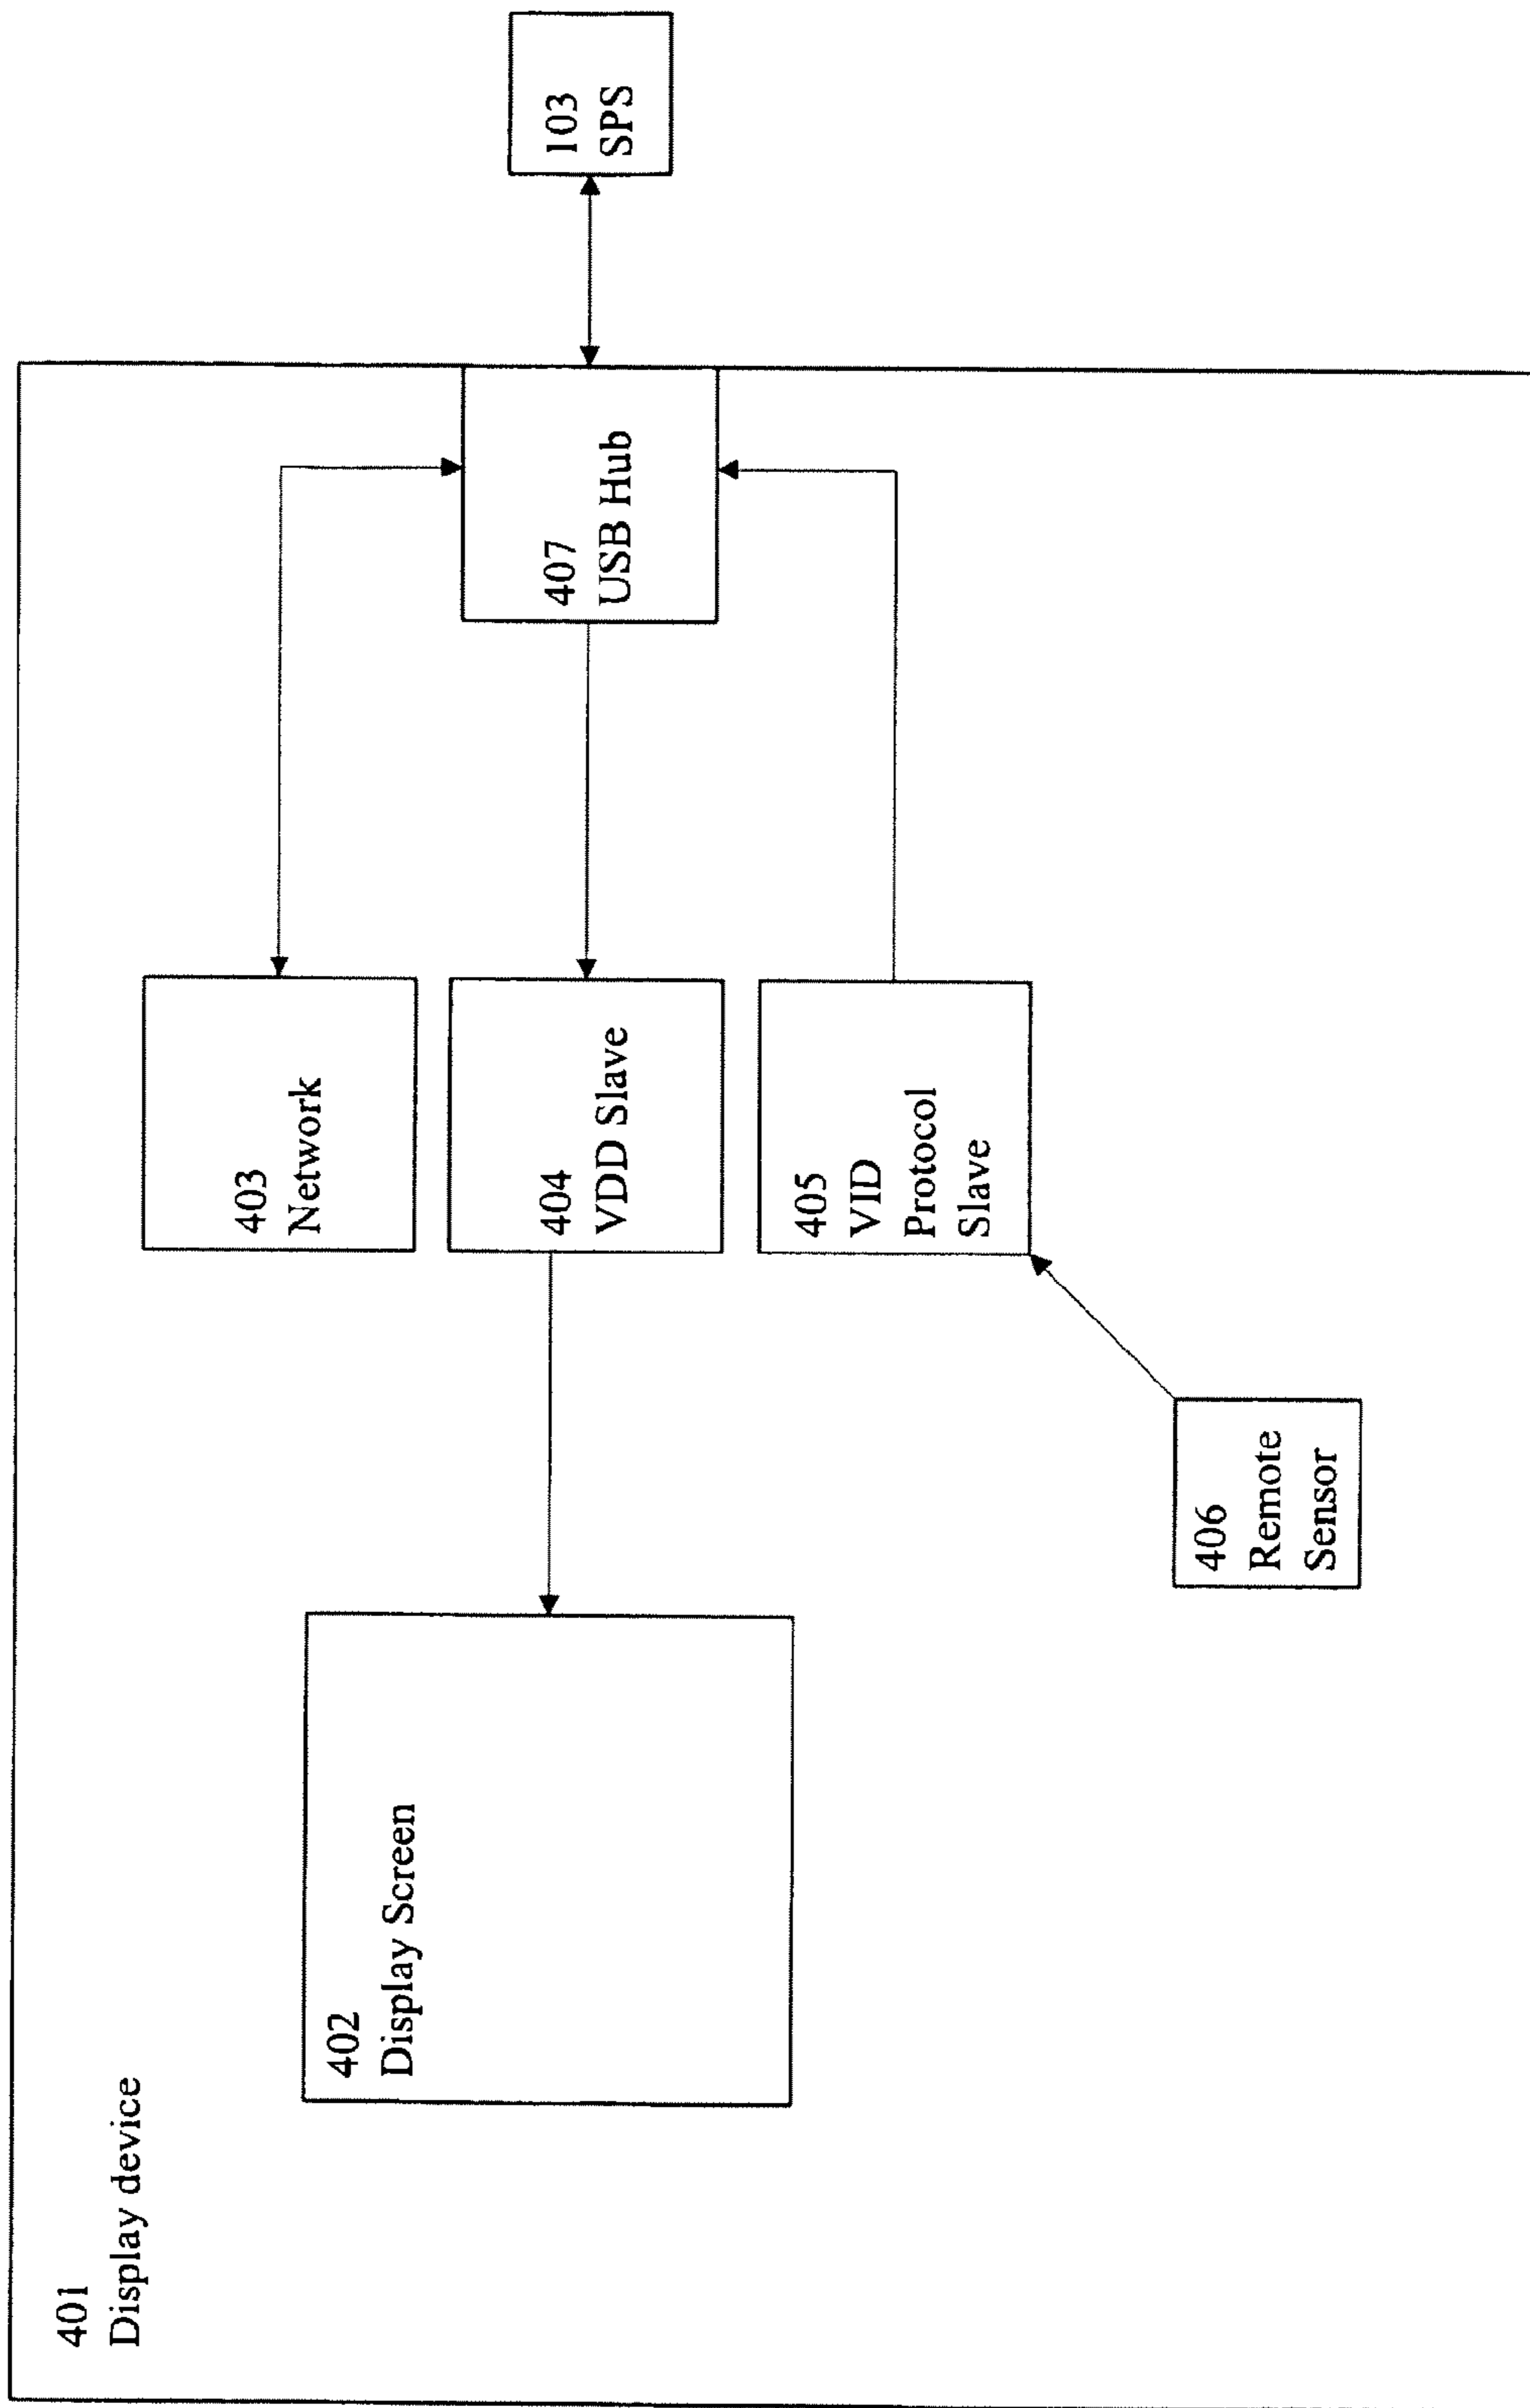 401
Display device
402
Display Screen
403
Network
404
VDD Slave
405
VID
Protocol
Slave
406
Remote
Sensor
407
USB Hub
103
SPS